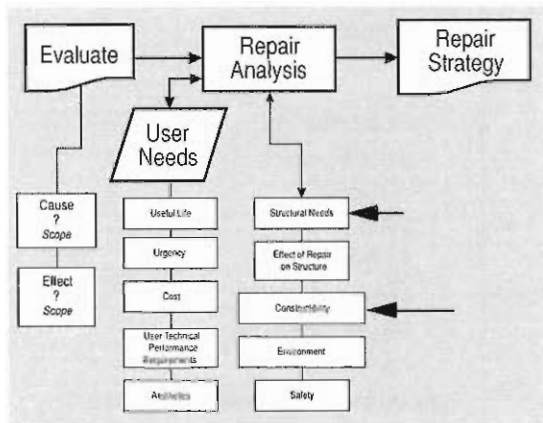 Evaluate
Repair
Analysis
Repair
Strategy
User
Needs
Cause
?
Scope
Effect
?
Scope
Useful Life
Urgency
Cost
User Technical
Performance
Requirements
Aesthetics
Structural Needs
Effect of Repair
on Structure
Constructibility
Environment
Safety